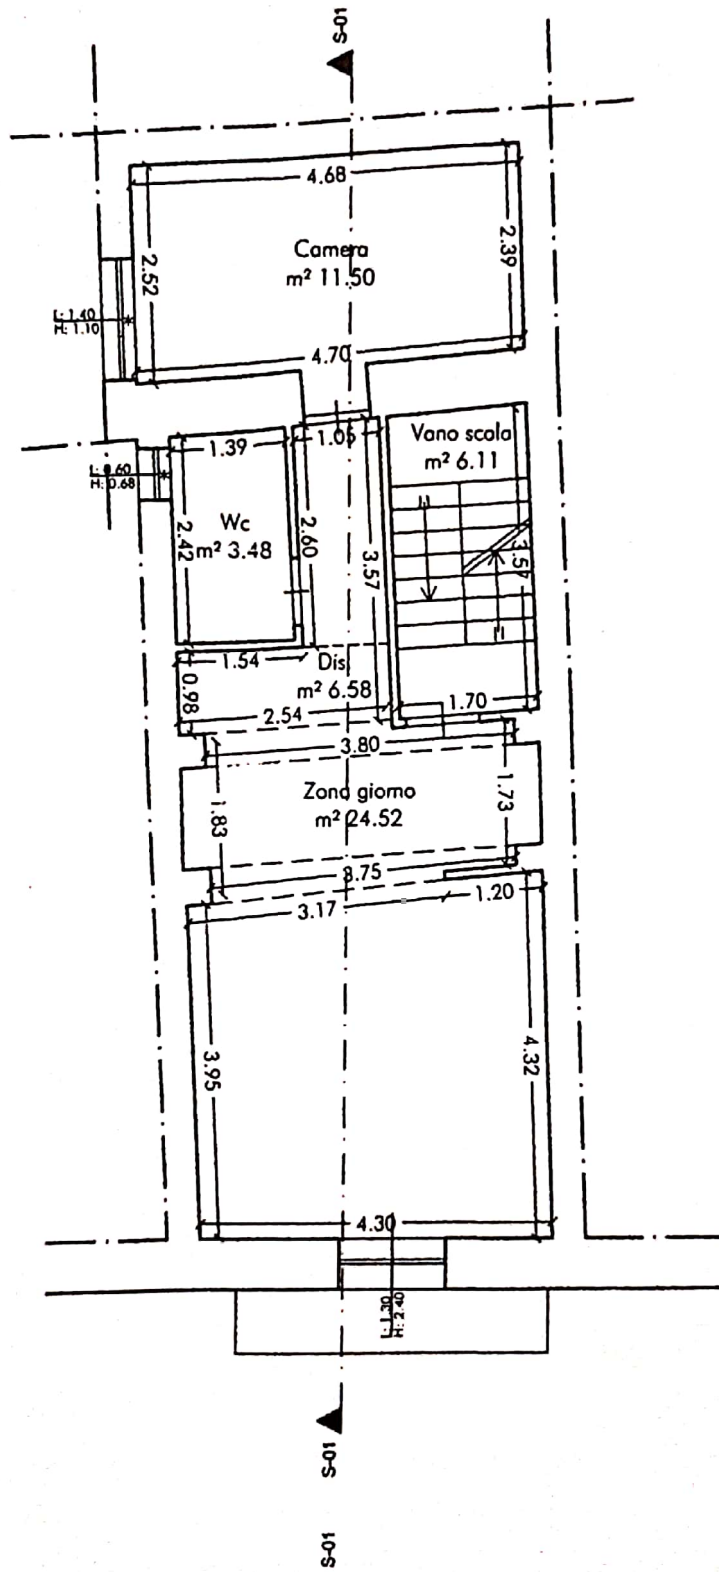 S-01
4.68
Camera
m² 11.50
2.39
2.52
L: 1.40
H: 1.10
4.70
1.39
1.05
Vano scala
m² 6.11
L: 0.60
H: 0.68
Wc
m² 3.48
2.42
2.60
3.57
3.57
1.54
Dis.
m² 6.58
0.98
2.54
1.70
3.80
Zona giorno
m² 24.52
1.83
1.73
3.75
3.17
1.20
3.95
4.32
4.30
L: 1.30
H: 2.40
S-01
S-01